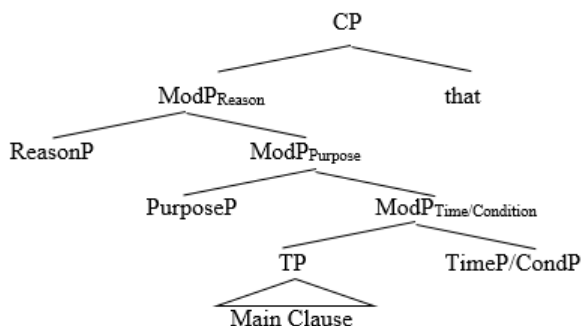 CP
ModPReason that
ReasonP ModPPurpose
PurposeP ModPTime/Condition
TP TimeP/CondP
Main Clause